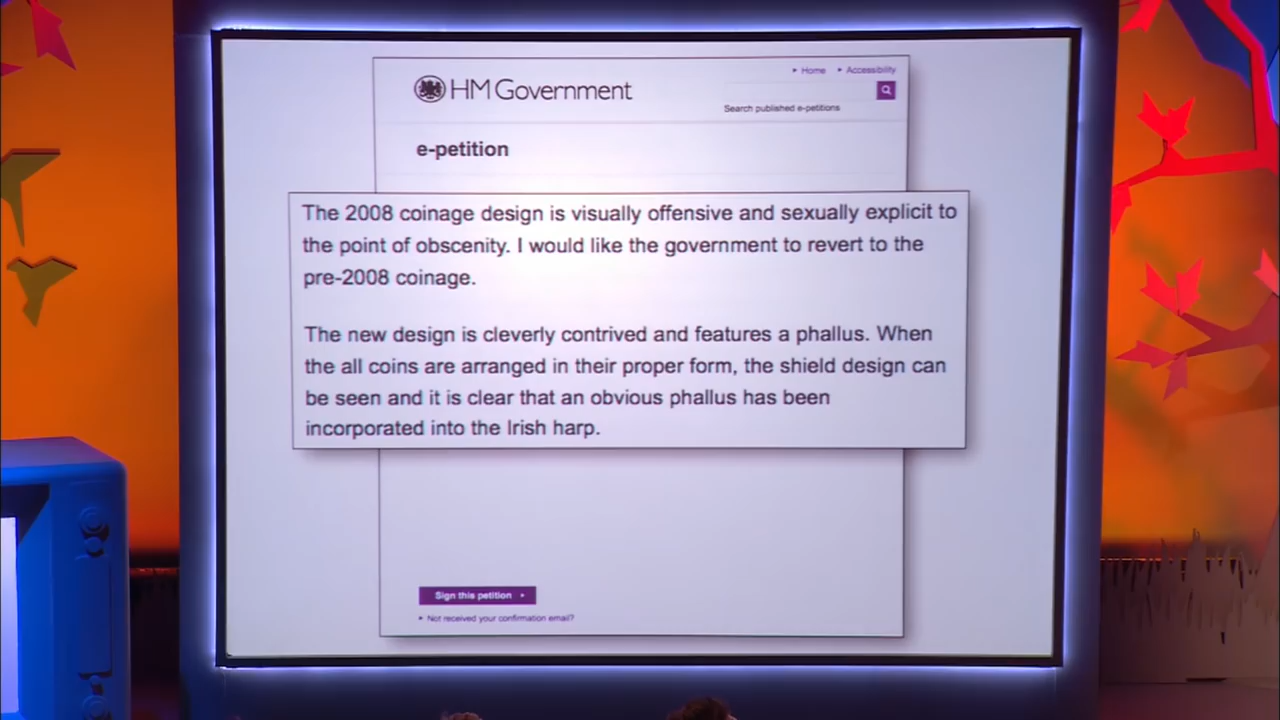 Home Accessibility
HM Government
Search published e-petitions
e-petition
The 2008 coinage design is visually offensive and sexually explicit to
the point of obscenity. I would like the government to revert to the
pre-2008 coinage.
The new design is cleverly contrived and features a phallus. When
the all coins are arranged in their proper form, the shield design can
be seen and it is clear that an obvious phallus has been
incorporated into the Irish harp.
Sign this petition
Not received your confirmation email?